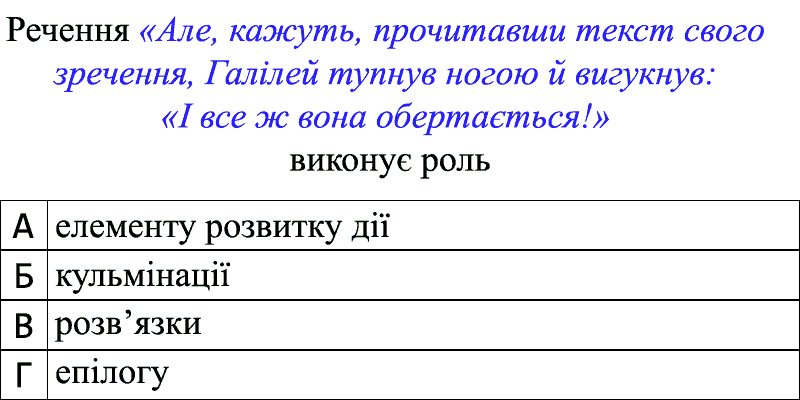 Речення «Але, кажуть, прочитавши текст свого
зречення, Галілей тупнув ногою й вигукнув:
«І все ж вона обертається!»
виконує роль
А елементу розвитку дії
Б кульмінації
В розв’язки
Г епілогу